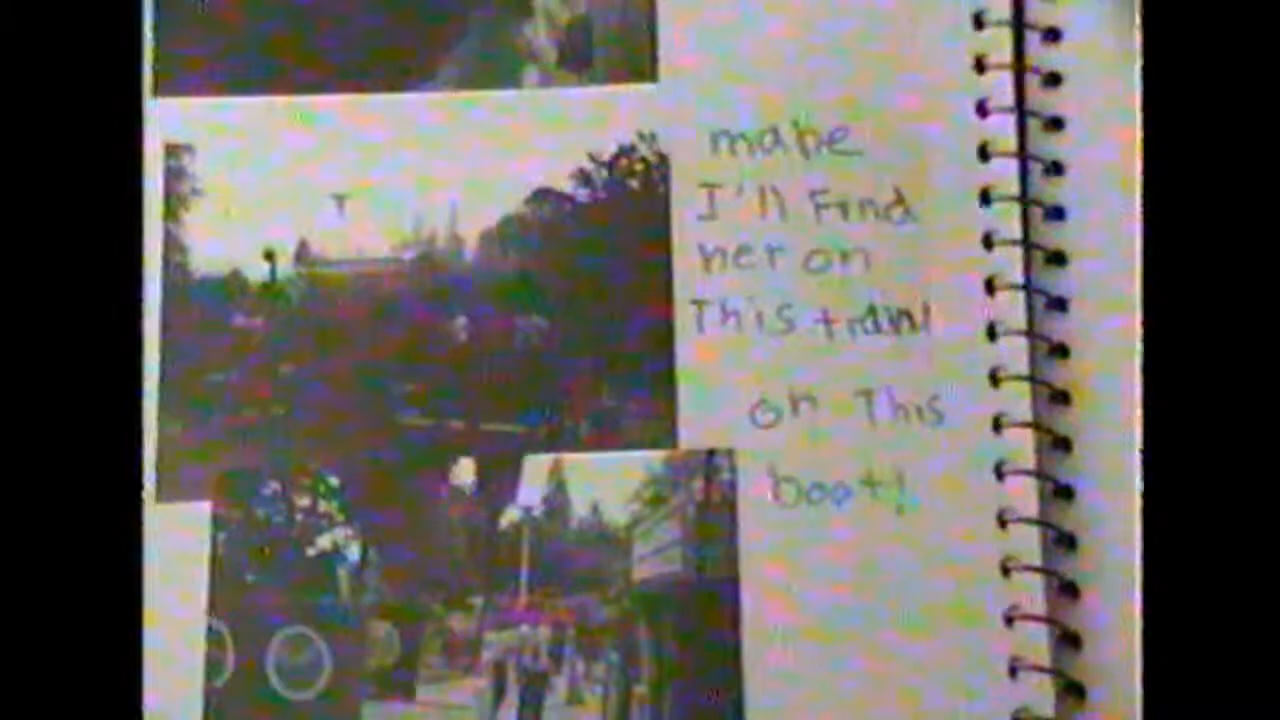 mabe
I'll Find
her on
This train!
on This
boat!